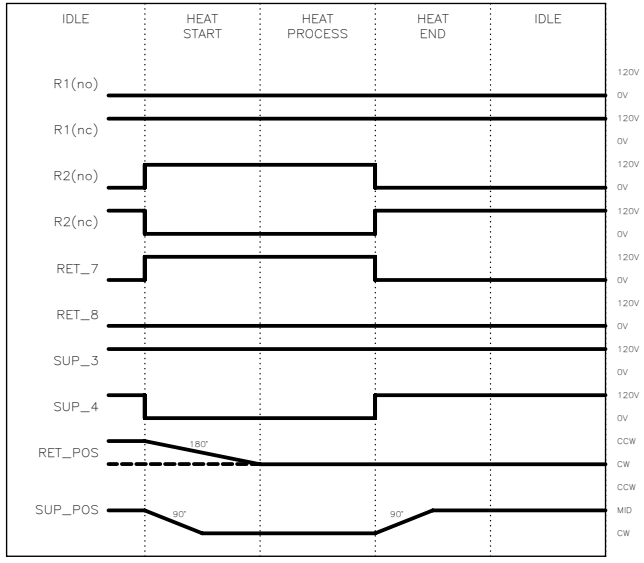 IDLE
HEAT
START
HEAT
PROCESS
HEAT
END
IDLE
R1(no)
120V
0V
R1(nc)
120V
0V
R2(no)
120V
0V
R2(nc)
120V
0V
RET_7
120V
0V
RET_8
120V
0V
SUP_3
120V
0V
SUP_4
120V
0V
RET_POS
180°
CCW
CW
SUP_POS
90°
90°
CCW
MID
CW